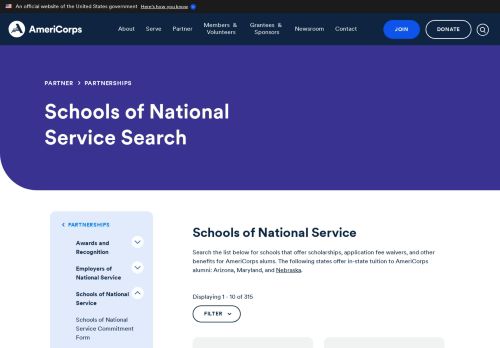 An official website of the United States government Here's how you know
AmeriCorps
About Serve Partner Members & Volunteers Grantees & Sponsors Newsroom Contact
JOIN
DONATE
PARTNER > PARTNERSHIPS
Schools of National
Service Search
< PARTNERSHIPS
Awards and
Recognition
Employers of
National Service
Schools of National
Service
Schools of National
Service Commitment
Form
Schools of National Service
Search the list below for schools that offer scholarships, application fee waivers, and other
benefits for AmeriCorps alums. The following states offer in-state tuition to AmeriCorps
alumni: Arizona, Maryland, and Nebraska.
Displaying 1 - 10 of 315
FILTER